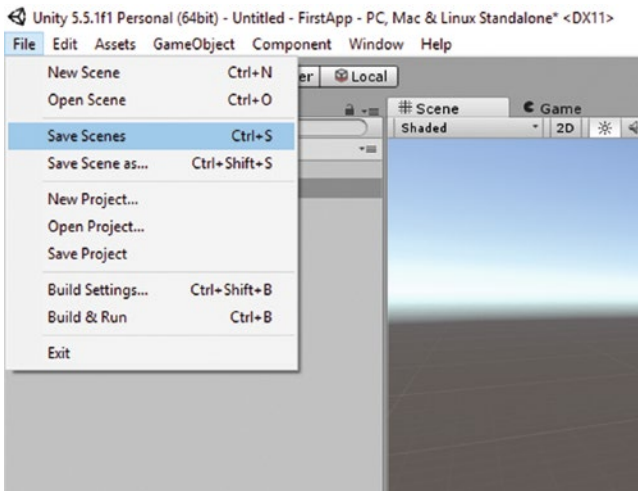 Unity 5.5.1f1 Personal (64bit) - Untitled - FirstApp - PC, Mac & Linux Standalone* <DX11>
File Edit Assets GameObject Component Window Help
New Scene Ctrl+N
Local
Open Scene Ctrl+O
Scene Game
Save Scenes Ctrl+S
Shaded 2D
Save Scene as... Ctrl+Shift+S
New Project...
Open Project...
Save Project
Build Settings... Ctrl+Shift+B
Build & Run Ctrl+B
Exit